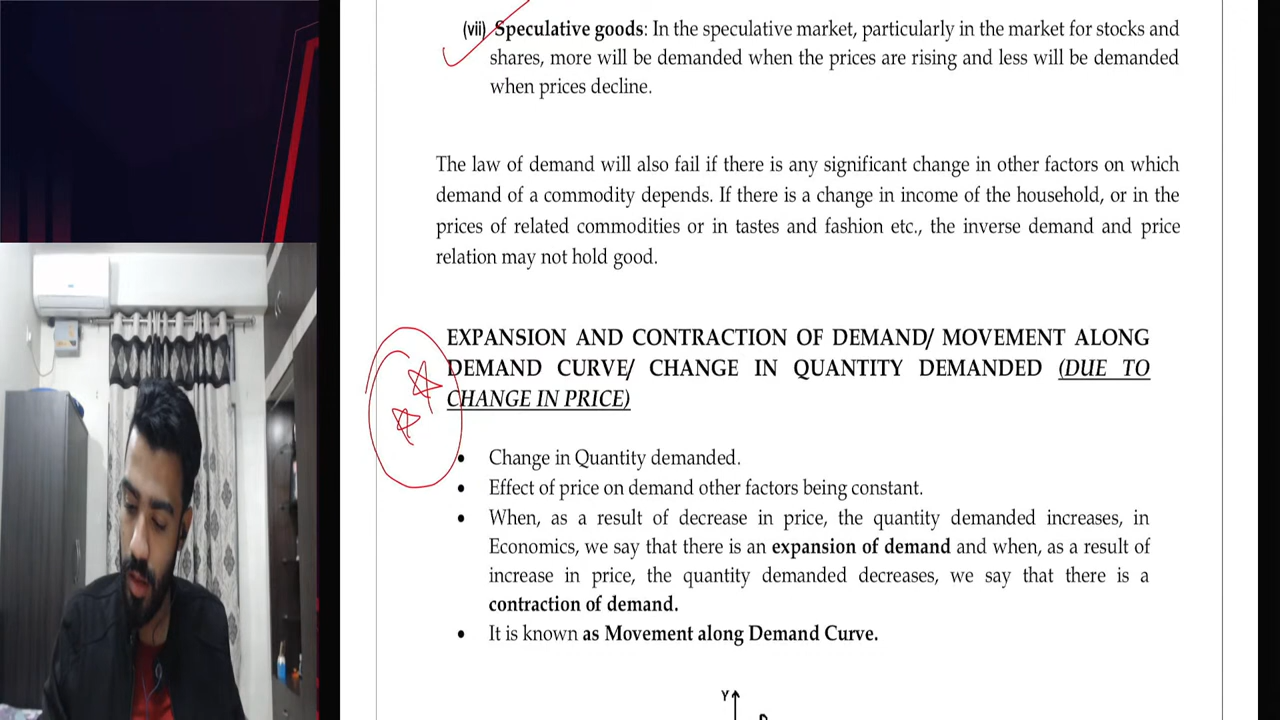 (vii) Speculative goods: In the speculative market, particularly in the market for stocks and
shares, more will be demanded when the prices are rising and less will be demanded
when prices decline.
The law of demand will also fail if there is any significant change in other factors on which
demand of a commodity depends. If there is a change in income of the household, or in the
prices of related commodities or in tastes and fashion etc., the inverse demand and price
relation may not hold good.
EXPANSION AND CONTRACTION OF DEMAND/ MOVEMENT ALONG
DEMAND CURVE/ CHANGE IN QUANTITY DEMANDED (DUE TO
CHANGE IN PRICE)
• Change in Quantity demanded.
• Effect of price on demand other factors being constant.
• When, as a result of decrease in price, the quantity demanded increases, in
Economics, we say that there is an expansion of demand and when, as a result of
increase in price, the quantity demanded decreases, we say that there is a
contraction of demand.
• It is known as Movement along Demand Curve.
Y